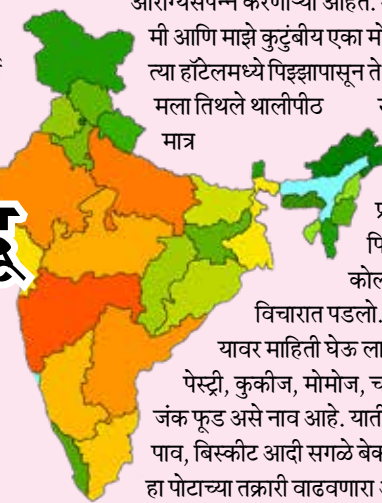 आरोग्यसंपन्न करणाऱ्या आहेत.
मी आणि माझे कुटुंबीय एका मो
त्या हॉटेलमध्ये पिझ्झापासून ते
मला तिथले थालीपीठ
मात्र
कोल
विचारात पडलो.
यावर माहिती घेऊ ला
पेस्ट्री, कुकीज, मोमोज, च
जंक फूड असे नाव आहे. याती
पाव, बिस्कीट आदी सगळे बेक
हा पोटाच्या तक्रारी वाढवणारा